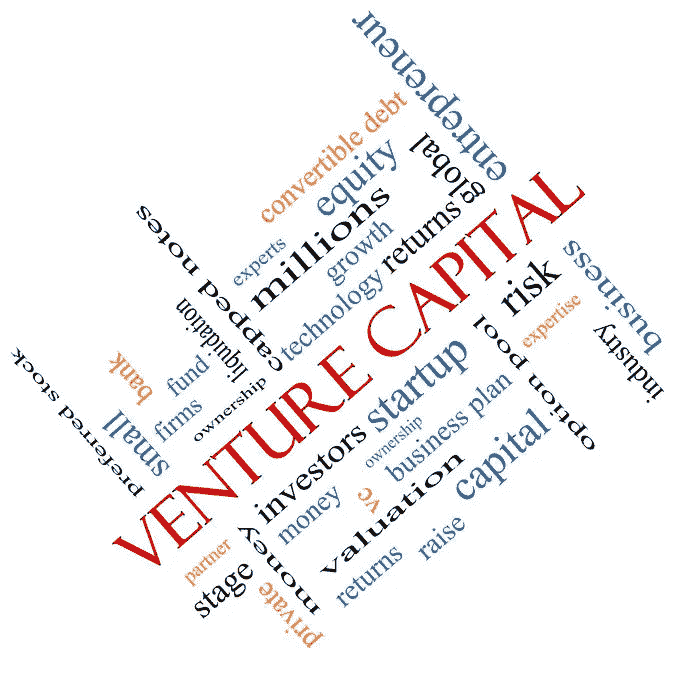 entrepreneur
convertible debt
equity
global
millions
experts
growth
returns
capped notes
technology
liquidation
VENTURE CAPITAL
business
risk
expertise
industry
bank
fund
ownership
firms
small
preferred stock
startup
option pool
investors
ownership
business plan
capital
money
vc
valuation
partner
stage
money
private
returns
raise